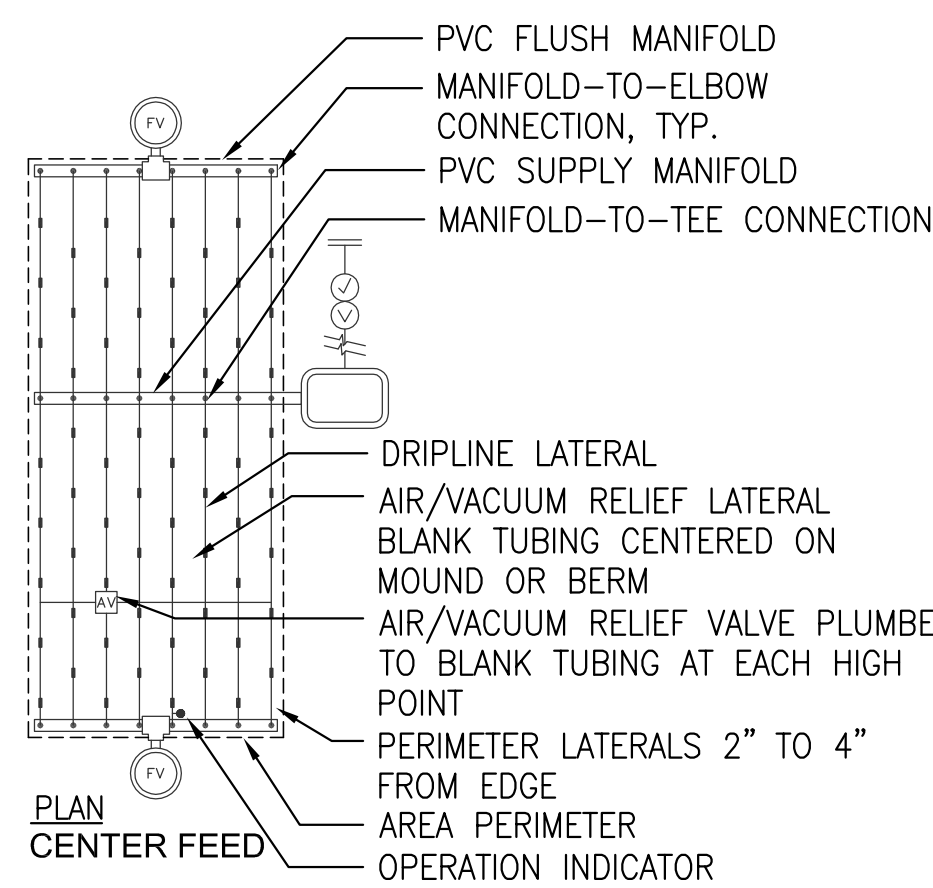 PVC FLUSH MANIFOLD
MANIFOLD-TO-ELBOW
CONNECTION, TYP.
PVC SUPPLY MANIFOLD
MANIFOLD-TO-TEE CONNECTION
FV
DRIPLINE LATERAL
AIR/VACUUM RELIEF LATERAL
BLANK TUBING CENTERED ON
MOUND OR BERM
AV
AIR/VACUUM RELIEF VALVE PLUMBE
TO BLANK TUBING AT EACH HIGH
POINT
PERIMETER LATERALS 2” TO 4”
FROM EDGE
FV
AREA PERIMETER
OPERATION INDICATOR
PLAN
CENTER FEED